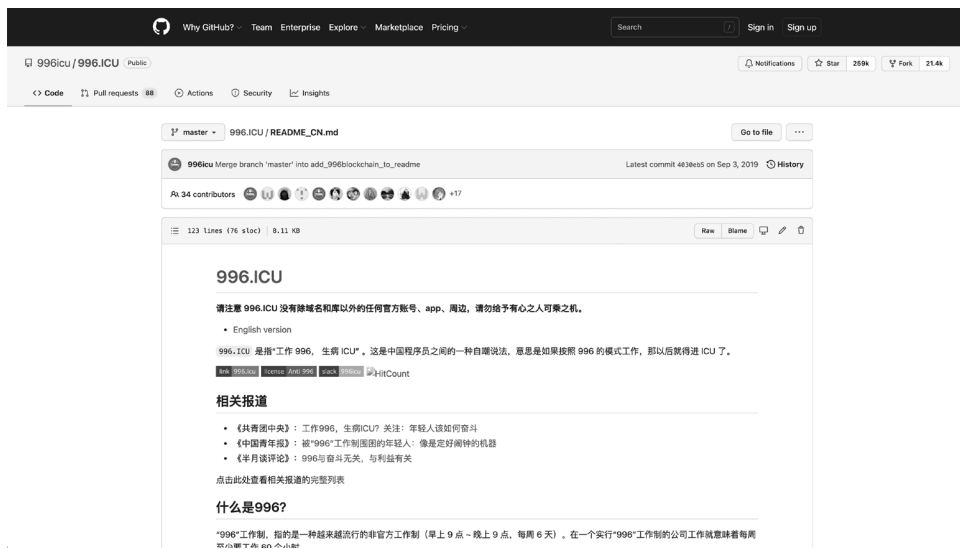 Why GitHub? Team Enterprise Explore Marketplace Pricing Search / Sign in Sign up
996icu / 996.ICU Public Notifications Star 259k Fork 21.4k
Code Pull requests 88 Actions Security Insights
master 996.ICU / README_CN.md Go to file ...
996icu Merge branch 'master' into add_996blockchain_to_readme Latest commit 4030eb5 on Sep 3, 2019 History
34 contributors +17
123 lines (76 sloc) 8.11 KB Raw Blame
996.ICU
请注意 996.ICU 没有除域名和库以外的任何官方账号、app、周边，请勿给予有心之人可乘之机。
• English version
996.ICU 是指“工作 996， 生病 ICU” 。这是中国程序员之间的一种自嘲说法，意思是如果按照 996 的模式工作，那以后就得进 ICU 了。
link 996.icu license Anti 996 slack 996icu HitCount
相关报道
• 《共青团中央》：工作996，生病ICU？关注：年轻人该如何奋斗
• 《中国青年报》：被“996”工作制围困的年轻人：像是定好闹钟的机器
• 《半月谈评论》：996与奋斗无关，与利益有关
点击此处查看相关报道的完整列表
什么是996?
“996”工作制，指的是一种越来越流行的非官方工作制（早上 9 点 ~ 晚上 9 点，每周 6 天）。在一个实行“996”工作制的公司工作就意味着每周
至少要工作 60 个小时